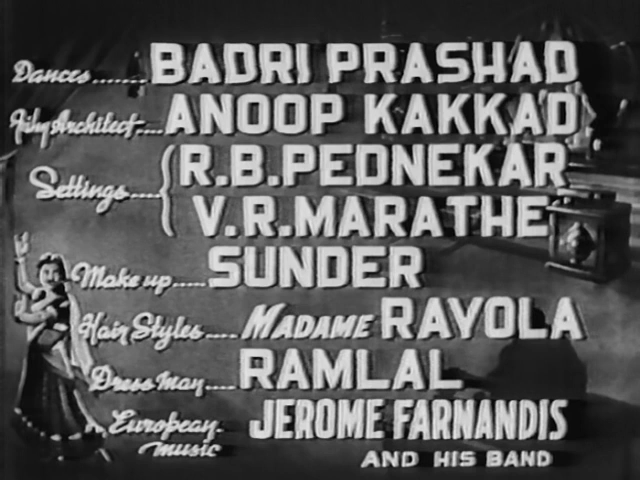 Dances....... BADRI PRASHAD
Film Architect.... ANOOP KAKKAD
Settings.... { R.B. PEDNEKAR
V.R. MARATHE
Make up..... SUNDER
Hair Styles.... MADAME RAVOLA
Dress man.... RAMLAL
European music JEROME FARNANDIS
AND HIS BAND